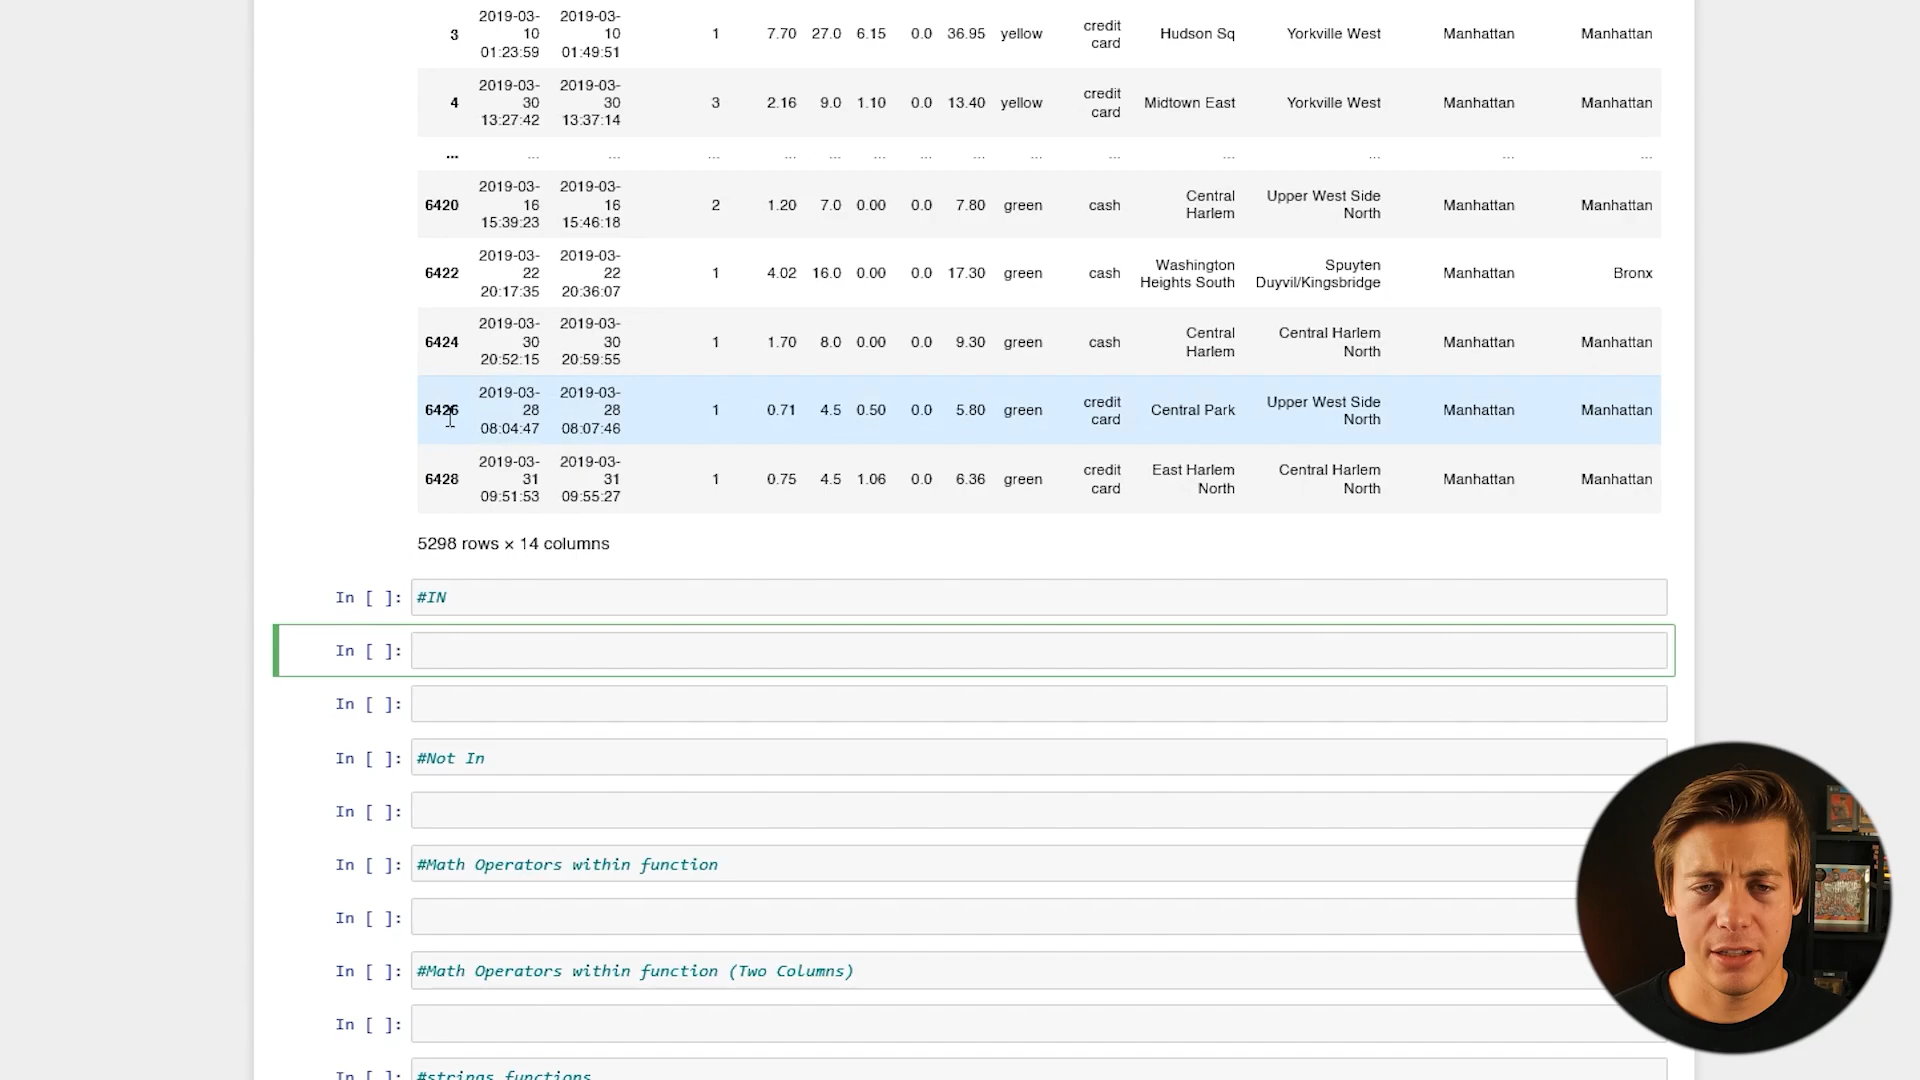 3 2019-03-10 01:23:59 2019-03-10 01:49:51 1 7.70 27.0 6.15 0.0 36.95 yellow credit card Hudson Sq Yorkville West Manhattan Manhattan
4 2019-03-30 13:27:42 2019-03-30 13:37:14 3 2.16 9.0 1.10 0.0 13.40 yellow credit card Midtown East Yorkville West Manhattan Manhattan
... ... ... ... ... ... ... ... ... ... ... ... ... ... ...
6420 2019-03-16 15:39:23 2019-03-16 15:46:18 2 1.20 7.0 0.00 0.0 7.80 green cash Central Harlem Upper West Side North Manhattan Manhattan
6422 2019-03-22 20:17:35 2019-03-22 20:36:07 1 4.02 16.0 0.00 0.0 17.30 green cash Washington Heights South Spuyten Duyvil/Kingsbridge Manhattan Bronx
6424 2019-03-30 20:52:15 2019-03-30 20:59:55 1 1.70 8.0 0.00 0.0 9.30 green cash Central Harlem Central Harlem North Manhattan Manhattan
6426 2019-03-28 08:04:47 2019-03-28 08:07:46 1 0.71 4.5 0.50 0.0 5.80 green credit card Central Park Upper West Side North Manhattan Manhattan
6428 2019-03-31 09:51:53 2019-03-31 09:55:27 1 0.75 4.5 1.06 0.0 6.36 green credit card East Harlem North Central Harlem North Manhattan Manhattan
5298 rows × 14 columns
In [ ]: #IN
In [ ]:
In [ ]:
In [ ]: #Not In
In [ ]:
In [ ]: #Math Operators within function
In [ ]:
In [ ]: #Math Operators within function (Two Columns)
In [ ]:
In [ ]: #strings functions